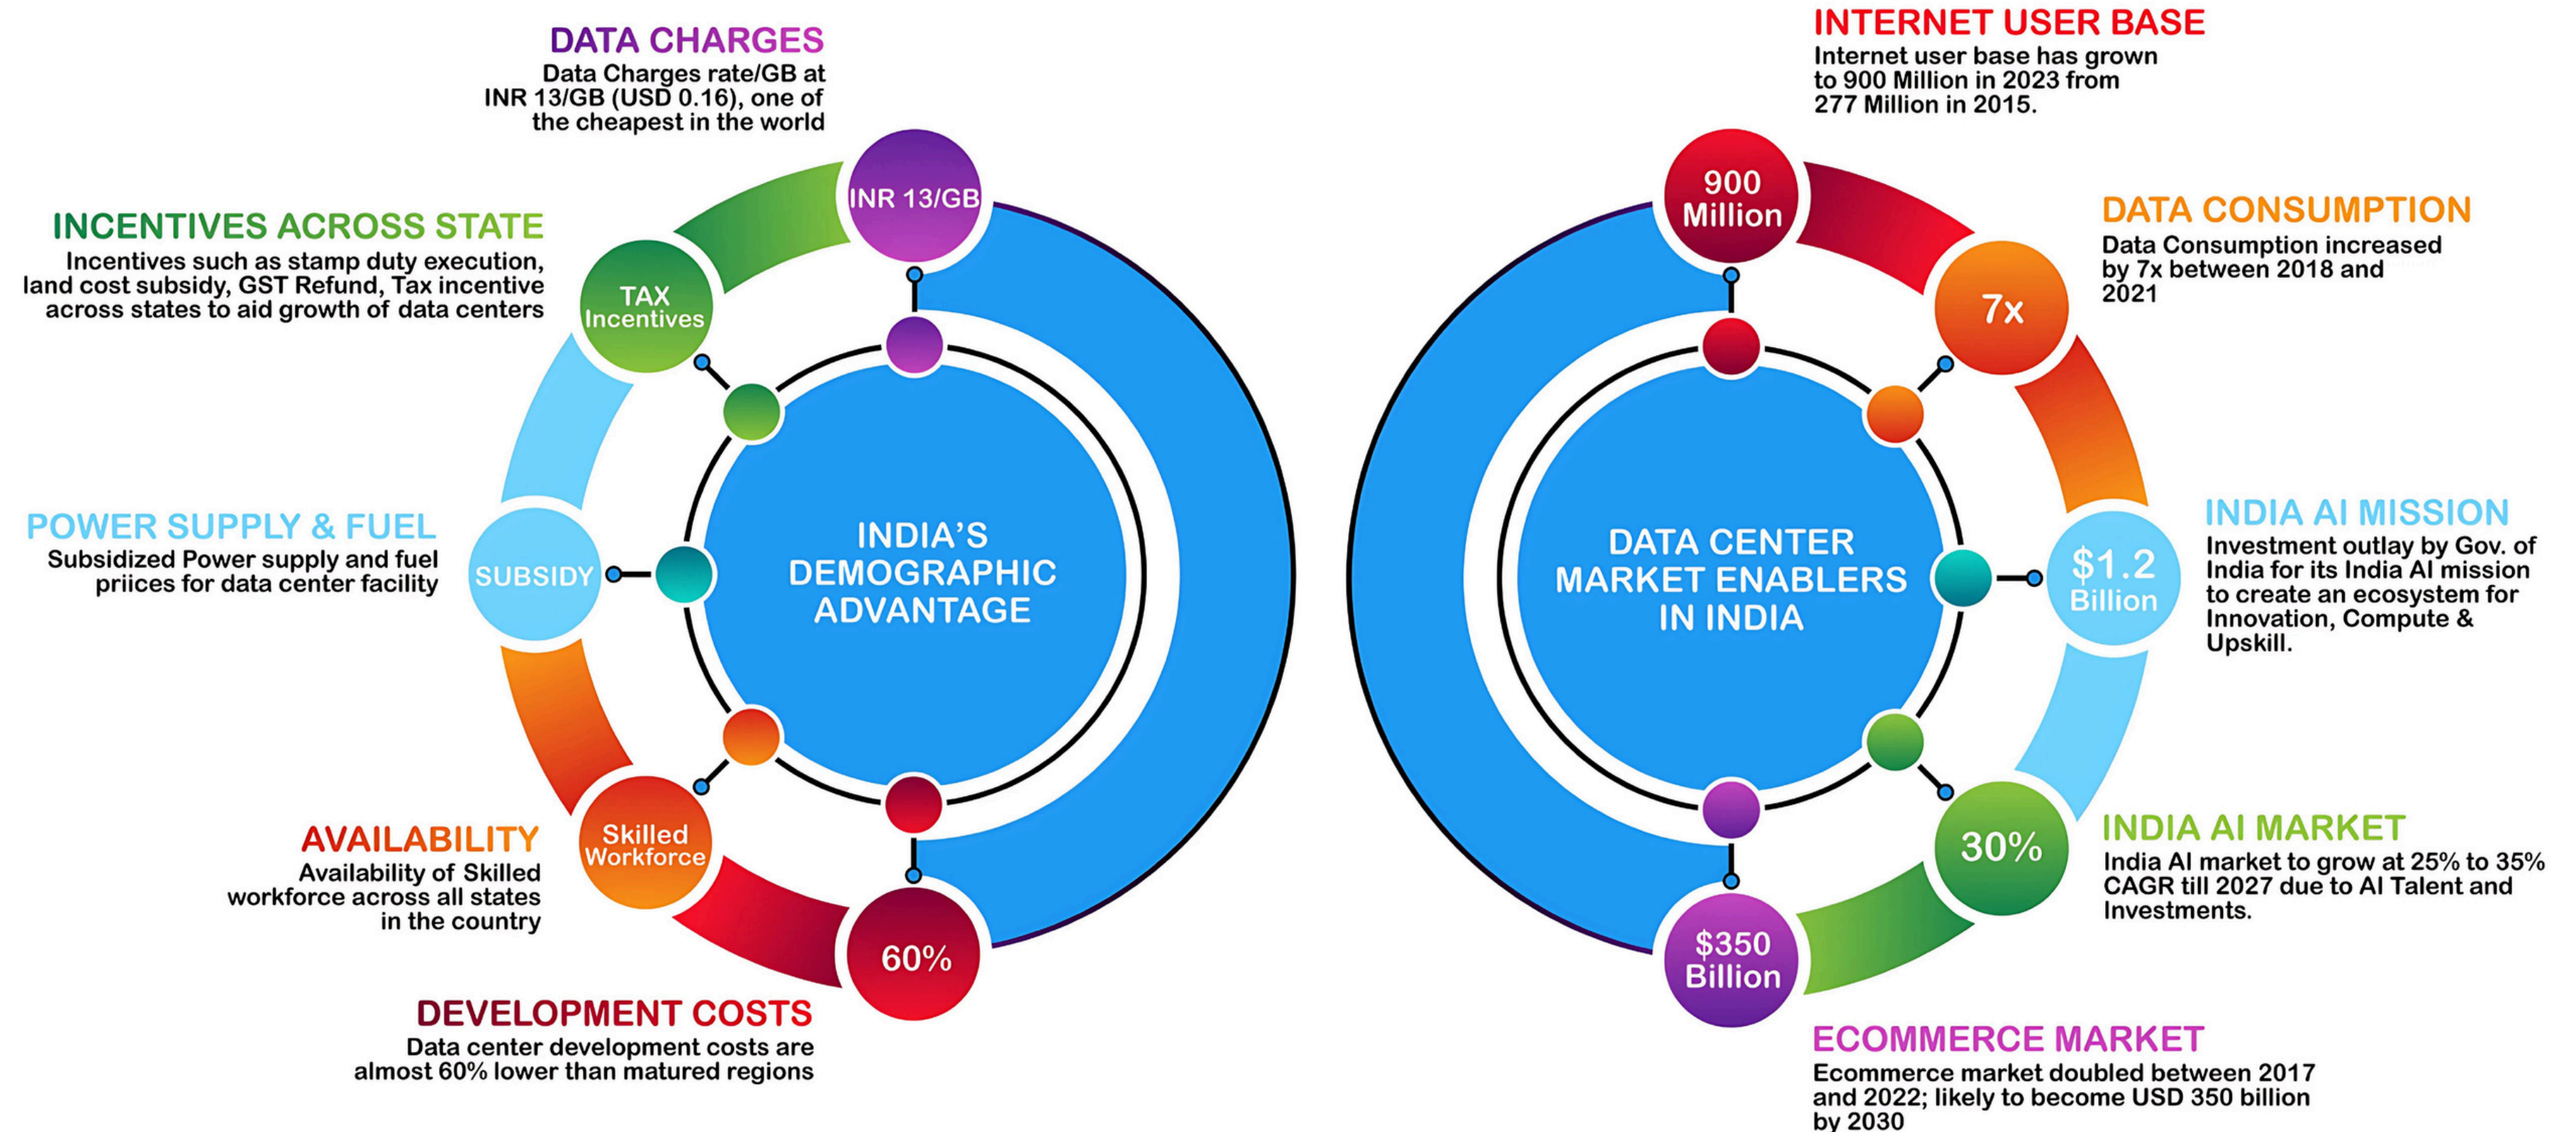 DATA CHARGES
Data Charges rate/GB at
INR 13/GB (USD 0.16), one of
the cheapest in the world
INR 13/GB
INCENTIVES ACROSS STATE
Incentives such as stamp duty execution,
land cost subsidy, GST Refund, Tax incentive
across states to aid growth of data centers
TAX
Incentives
POWER SUPPLY & FUEL
Subsidized Power supply and fuel
priices for data center facility
SUBSIDY
INDIA'S
DEMOGRAPHIC
ADVANTAGE
AVAILABILITY
Availability of Skilled
workforce across all states
in the country
Skilled
Workforce
60%
DEVELOPMENT COSTS
Data center development costs are
almost 60% lower than matured regions
INTERNET USER BASE
Internet user base has grown
to 900 Million in 2023 from
277 Million in 2015.
900
Million
DATA CONSUMPTION
Data Consumption increased
by 7x between 2018 and
2021
7x
DATA CENTER
MARKET ENABLERS
IN INDIA
$1.2
Billion
INDIA AI MISSION
Investment outlay by Gov. of
India for its India AI mission
to create an ecosystem for
Innovation, Compute &
Upskill.
30%
INDIA AI MARKET
India AI market to grow at 25% to 35%
CAGR till 2027 due to AI Talent and
Investments.
$350
Billion
ECOMMERCE MARKET
Ecommerce market doubled between 2017
and 2022; likely to become USD 350 billion
by 2030